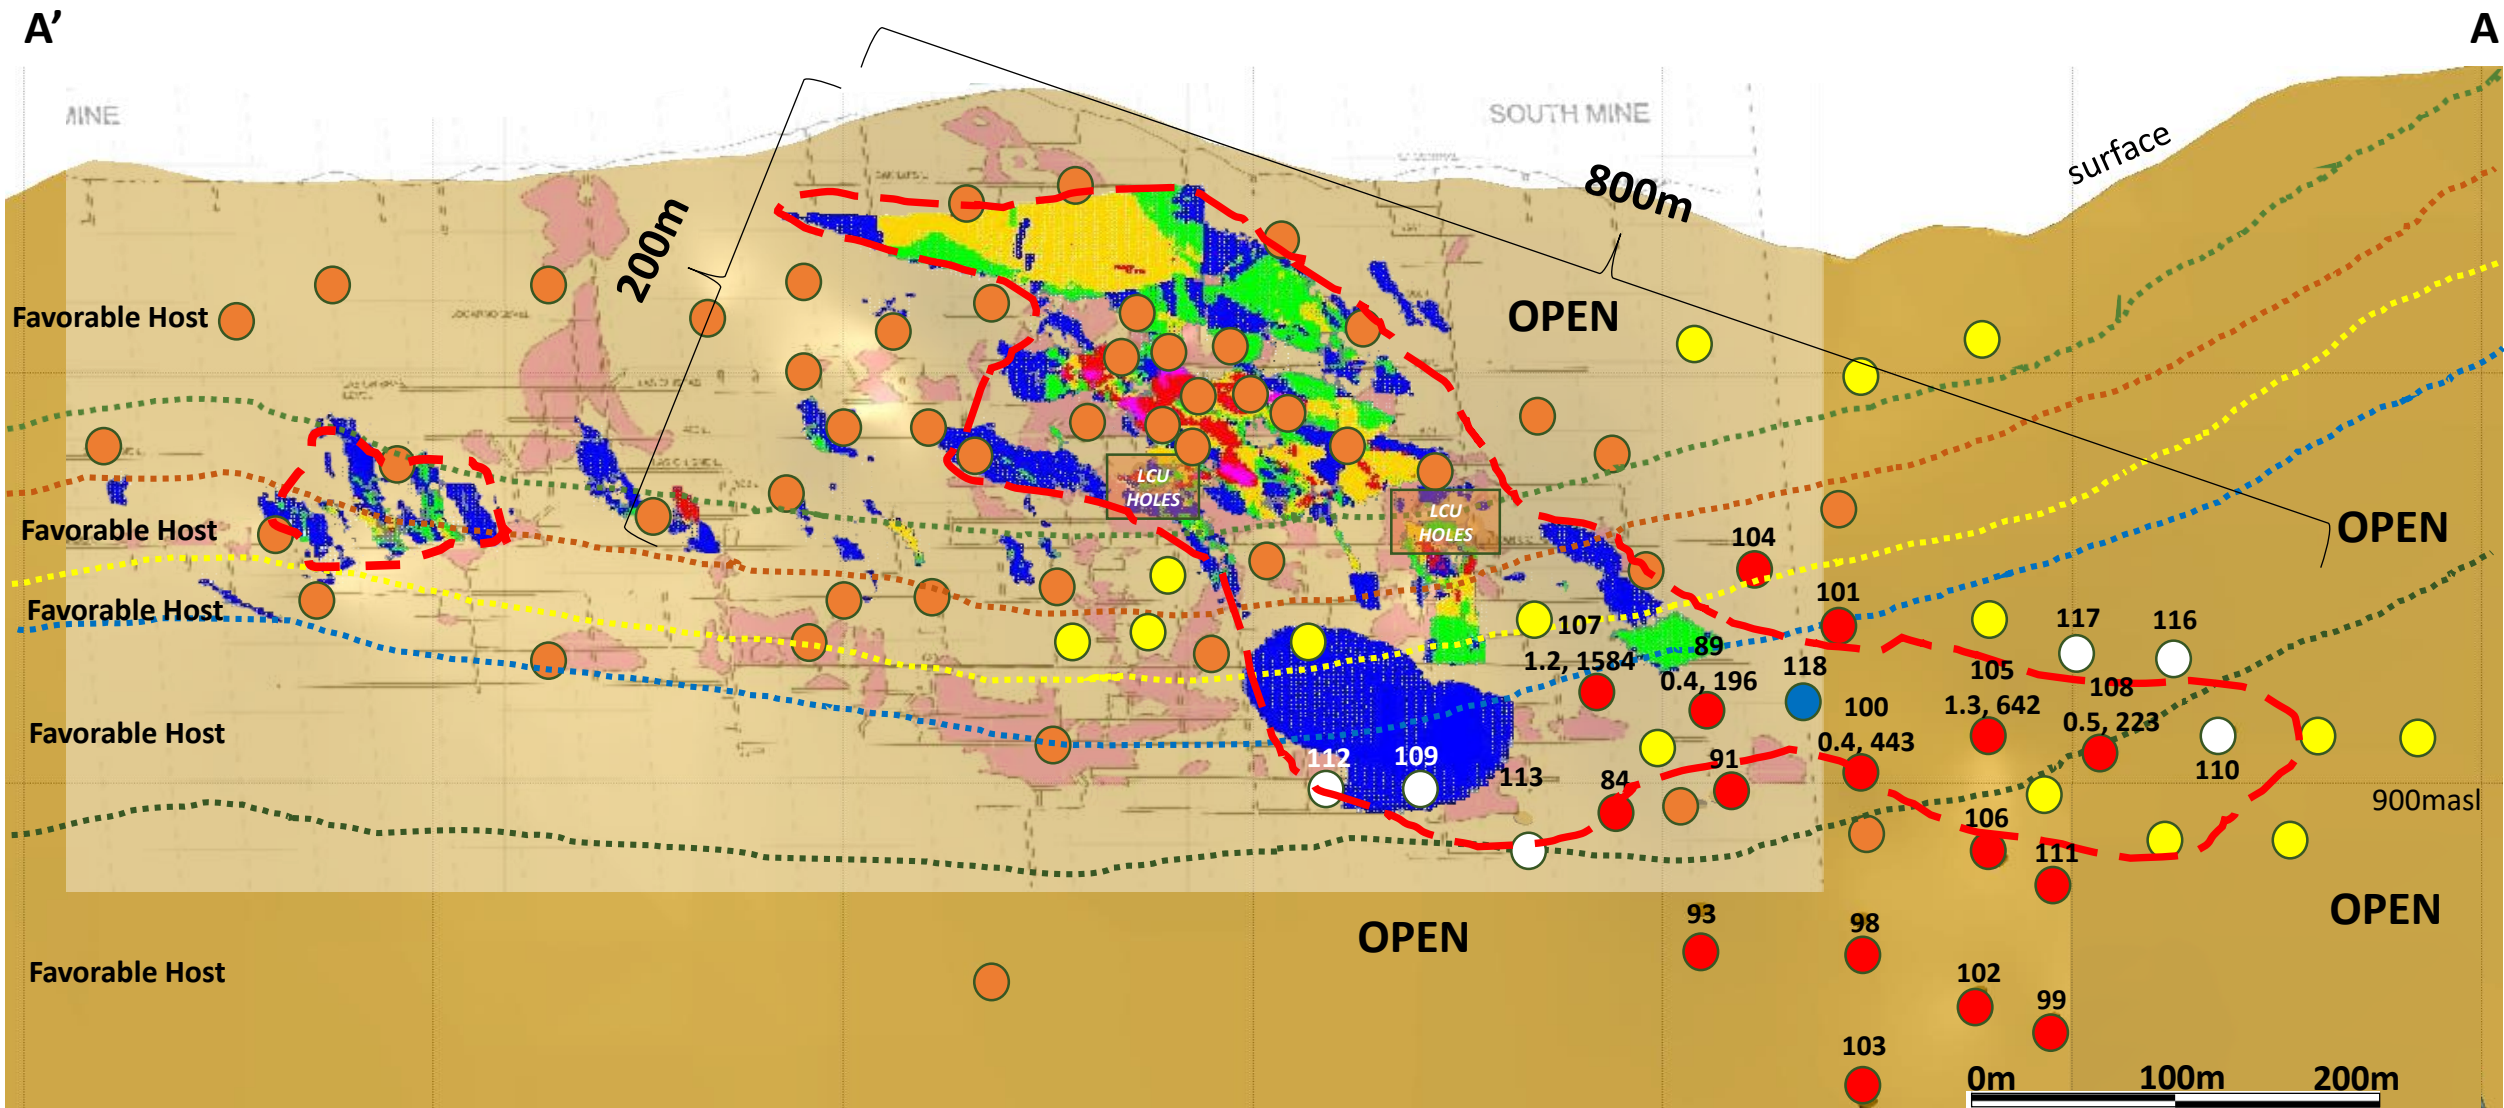 A’
A
MINE
SOUTH MINE
surface
800m
200m
OPEN
Favorable Host
LCU
HOLES
LCU
HOLES
OPEN
Favorable Host
104
101
Favorable Host
107
1.2, 1584
89
0.4, 196
118
117
116
105
1.3, 642
108
0.5, 223
100
0.4, 443
Favorable Host
112
109
113
84
91
110
900masl
106
111
93
98
OPEN
OPEN
Favorable Host
102
99
103
0m
100m
200m